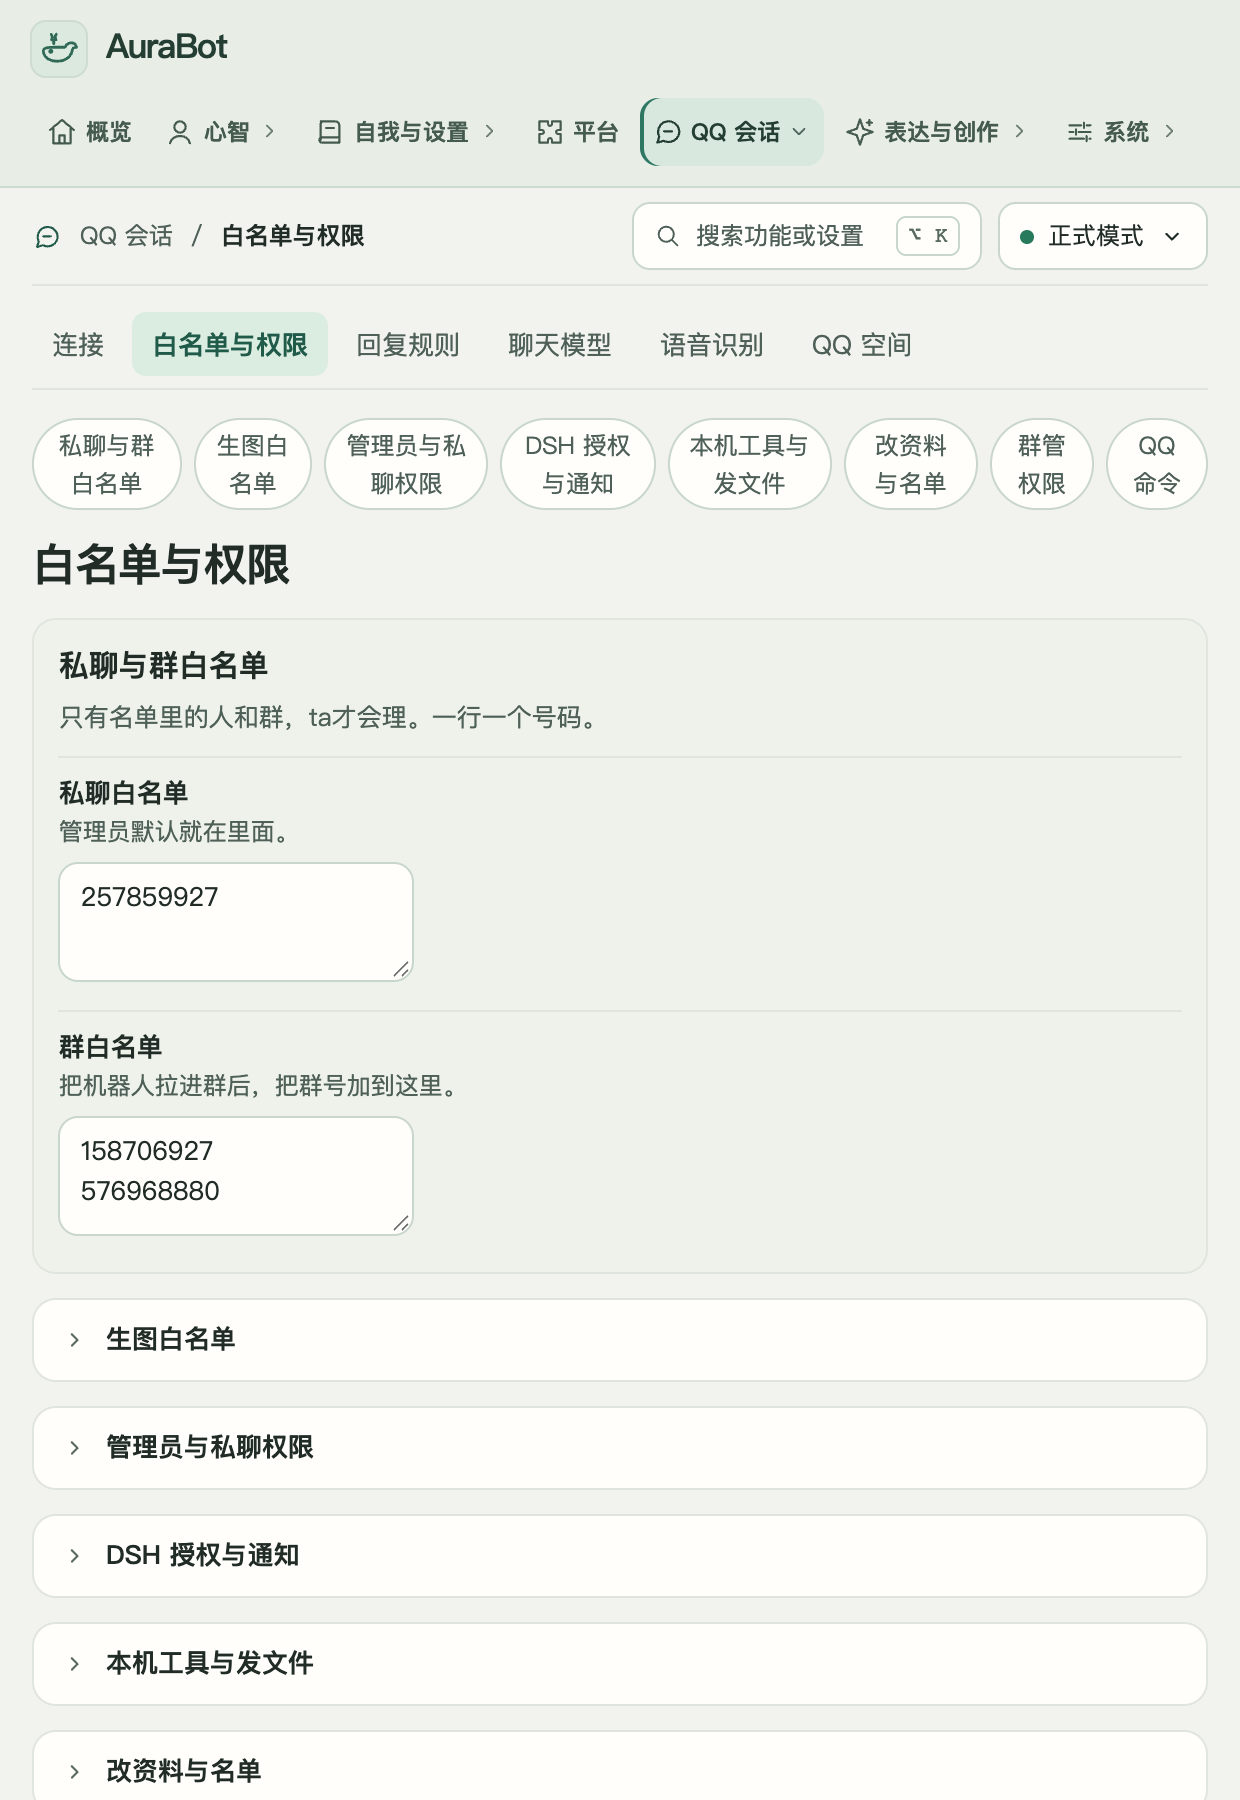 AuraBot
概览 心智 自我与设置 平台 QQ 会话 表达与创作 系统
QQ 会话 / 白名单与权限 搜索功能或设置 ⌥ K 正式模式
连接 白名单与权限 回复规则 聊天模型 语音识别 QQ 空间
私聊与群白名单
生图白名单
管理员与私聊权限
DSH 授权与通知
本机工具与发文件
改资料与名单
群管权限
QQ 命令
白名单与权限
私聊与群白名单
只有名单里的人和群，ta才会理。一行一个号码。
私聊白名单
管理员默认就在里面。
257859927
群白名单
把机器人拉进群后，把群号加到这里。
158706927
576968880
生图白名单
管理员与私聊权限
DSH 授权与通知
本机工具与发文件
改资料与名单